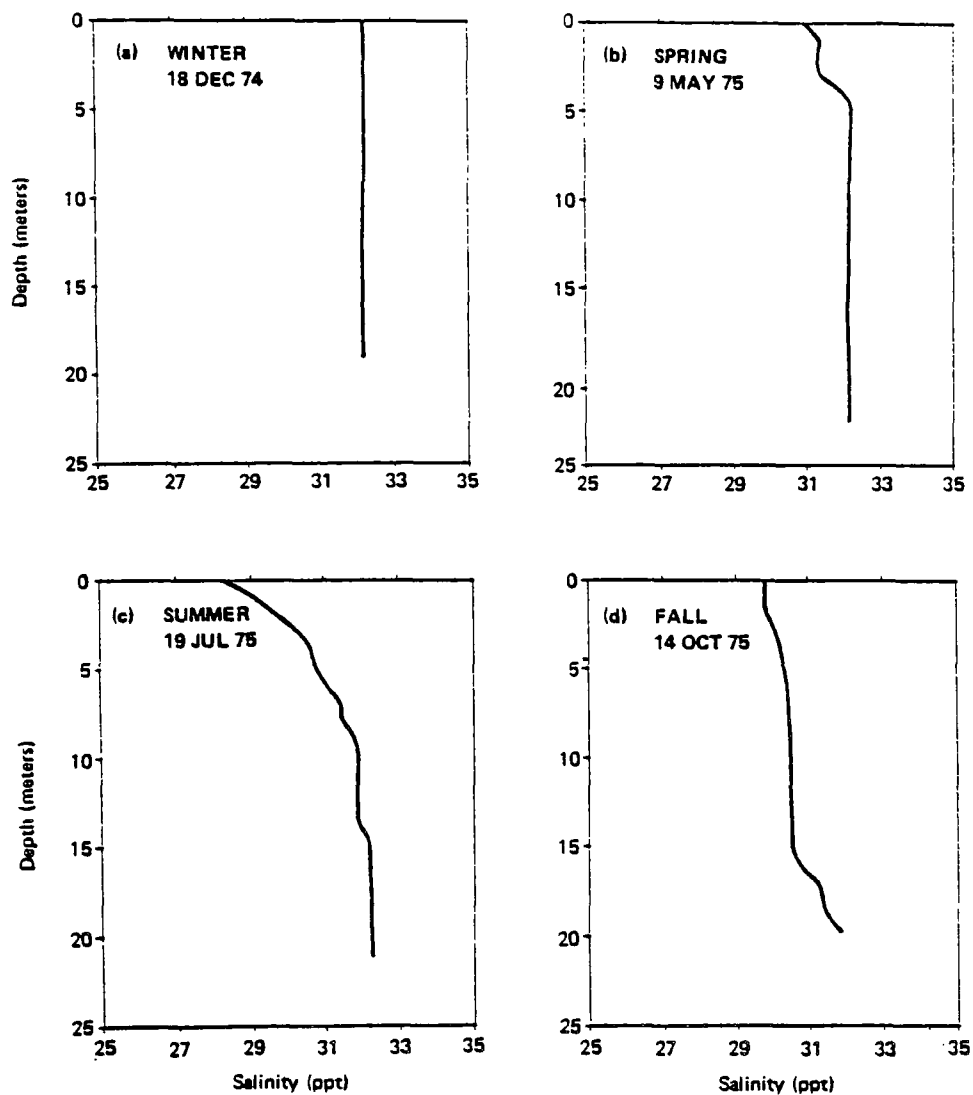 (a) WINTER
18 DEC 74
0
5
10
15
20
25
Depth (meters)
25 27 29 31 33 35
(b) SPRING
9 MAY 75
0
5
10
15
20
25
25 27 29 31 33 35
(c) SUMMER
19 JUL 75
0
5
10
15
20
25
Depth (meters)
25 27 29 31 33 35
Salinity (ppt)
(d) FALL
14 OCT 75
0
5
10
15
20
25
25 27 29 31 33 35
Salinity (ppt)